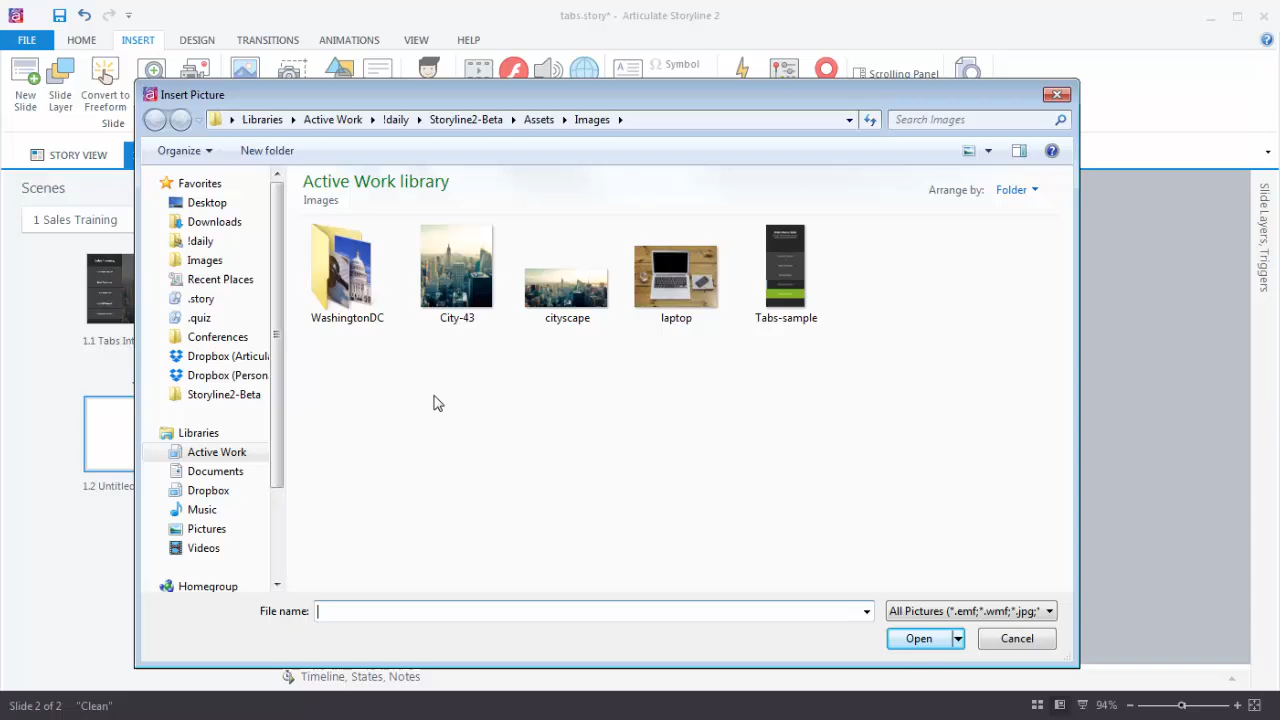 tabs.story* - Articulate Storyline 2
FILE HOME INSERT DESIGN TRANSITIONS ANIMATIONS VIEW HELP
Symbol
Scrolling Panel
New Slide
Slide Layer
Convert to Freeform
Slide
Insert Picture
Libraries Active Work !daily Storyline2-Beta Assets Images
Search Images
Organize New folder
STORY VIEW
Scenes
1 Sales Training
1.1 Tabs Int
1.2 Untitle
Favorites
Desktop
Downloads
!daily
Images
Recent Places
.story
.quiz
Conferences
Dropbox (Articul
Dropbox (Person
Storyline2-Beta
Libraries
Active Work
Documents
Dropbox
Music
Pictures
Videos
Homegroup
Active Work library
Images
Arrange by: Folder
WashingtonDC
City-43
cityscape
laptop
Tabs-sample
Slide Layers, Triggers
File name:
All Pictures (*.emf;*.wmf;*.jpg;*
Open
Cancel
Timeline, States, Notes
Slide 2 of 2 "Clean"
94%